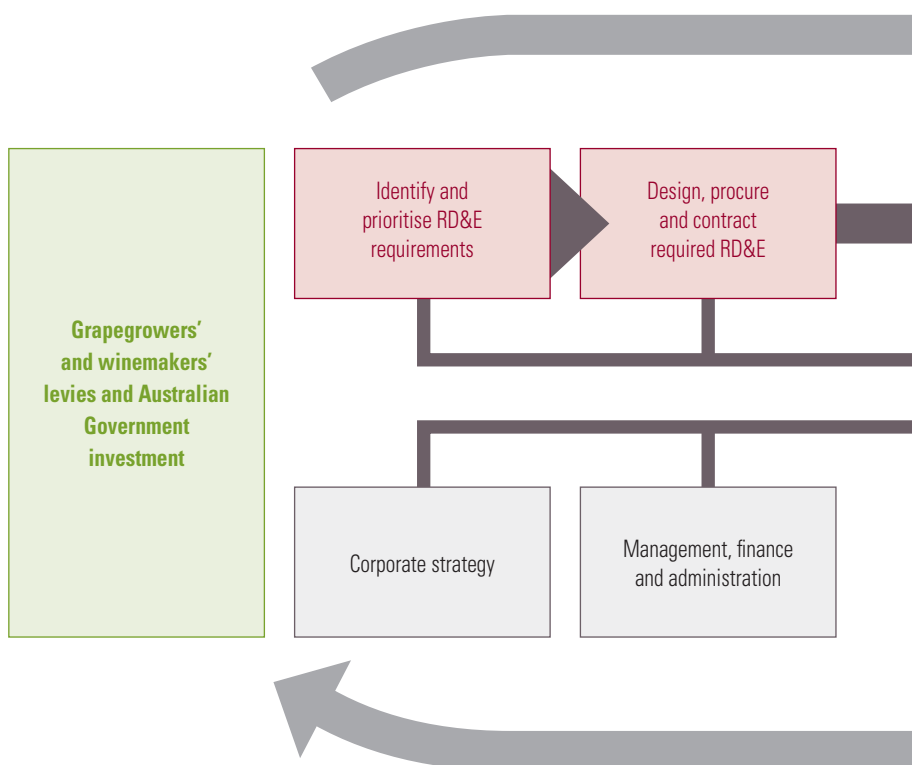 Grapegrowers’
and winemakers’
levies and Australian
Government
investment
Identify and
prioritise RD&E
requirements
Design, procure
and contract
required RD&E
Corporate strategy
Management, finance
and administration